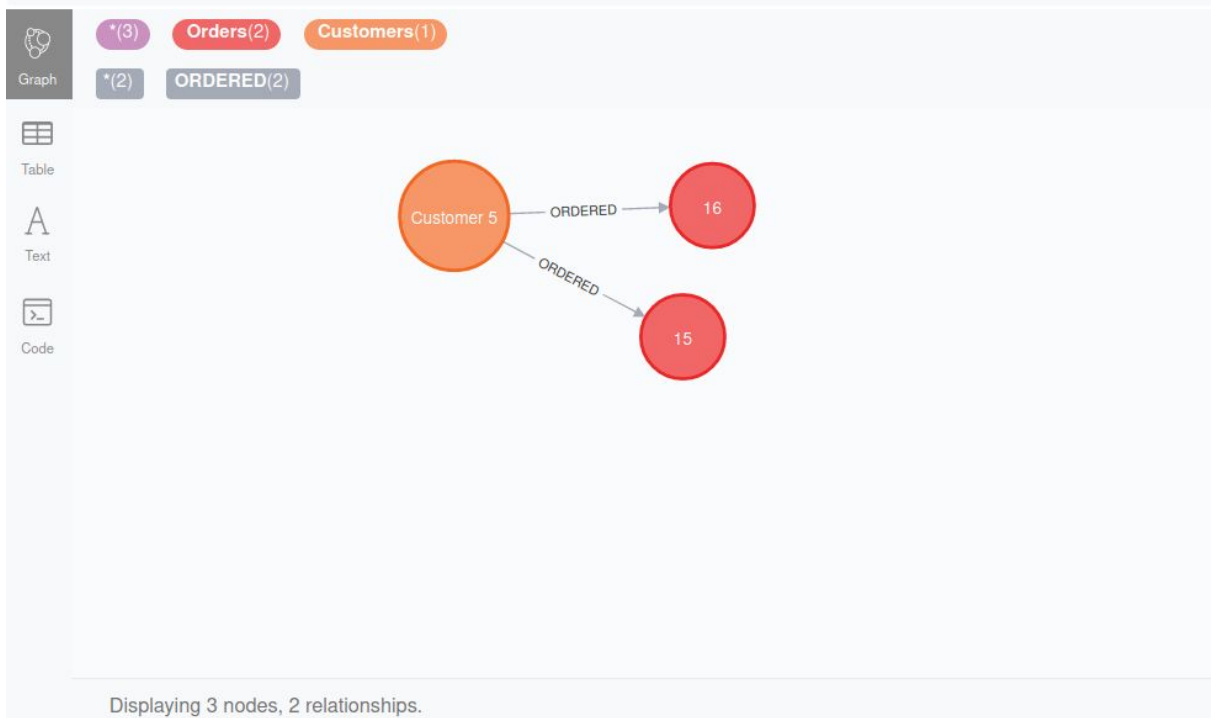 *(3) Orders(2) Customers(1)
Graph
*(2) ORDERED(2)
Table
Text
Code
Customer 5
ORDERED
16
ORDERED
15
Displaying 3 nodes, 2 relationships.